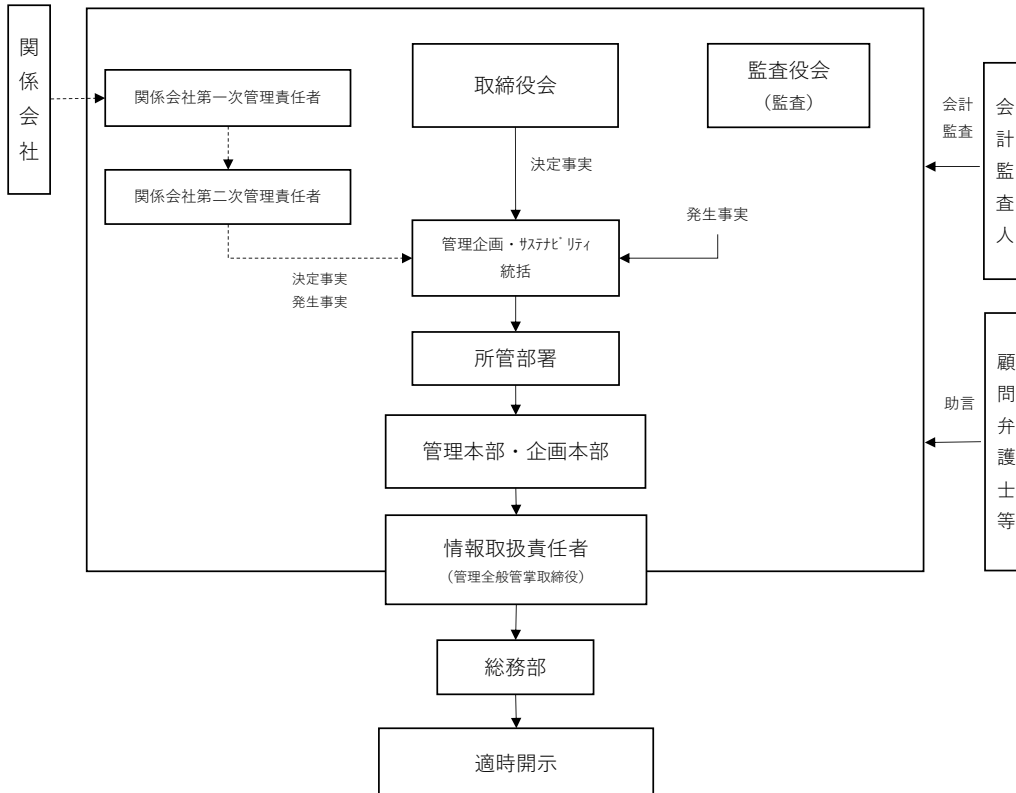 関係会社
関係会社第一次管理責任者
関係会社第二次管理責任者
取締役会
監査役会
（監査）
決定事実
発生事実
管理企画・ｻｽﾃﾅﾋﾞﾘﾃｨ
統括
決定事実
発生事実
所管部署
管理本部・企画本部
情報取扱責任者
（管理全般管掌取締役）
総務部
適時開示
会計
監査
会計監査人
助言
顧問弁護士等